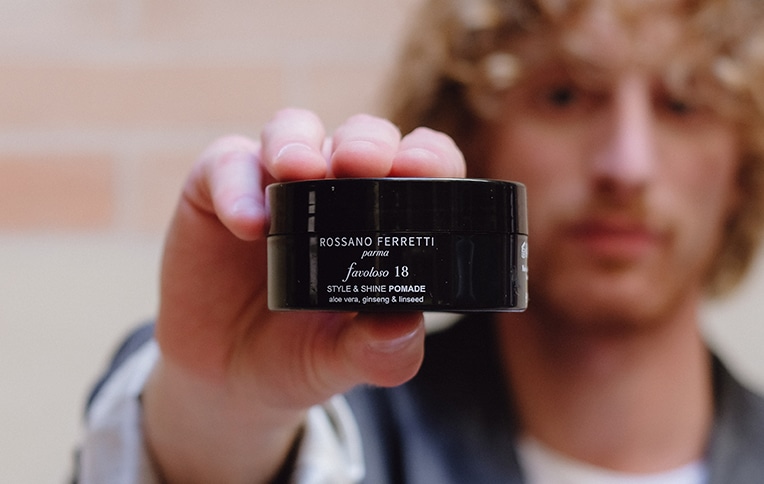 ROSSANO FERRETTI
parma
favoloso 18
STYLE & SHINE POMADE
aloe vera, ginseng & linseed